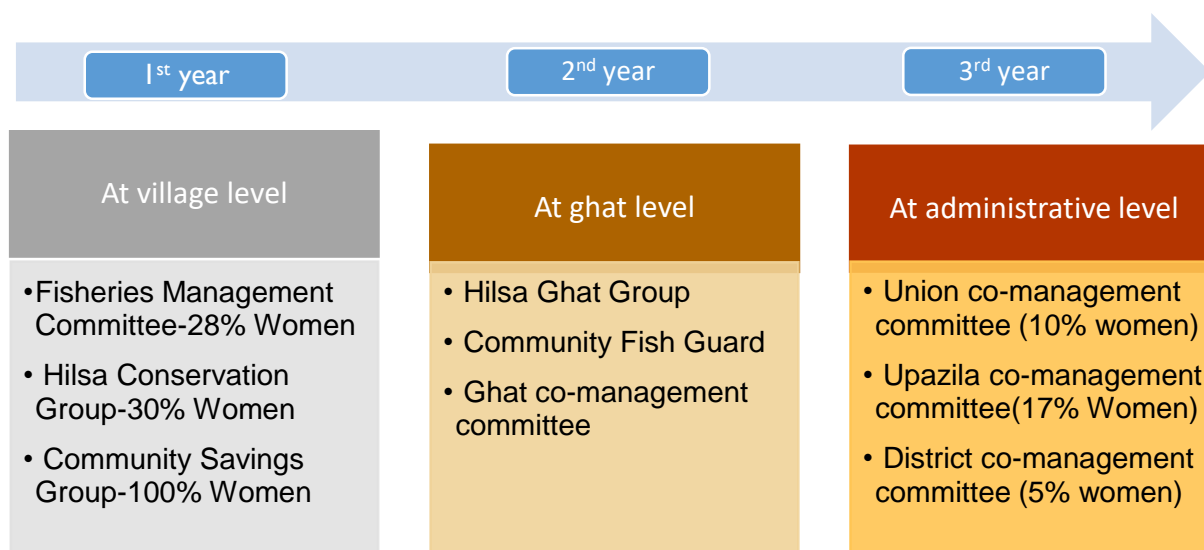 1st year
2nd year
3rd year
At village level
•Fisheries Management
Committee-28% Women
• Hilsa Conservation
Group-30% Women
• Community Savings
Group-100% Women
At ghat level
• Hilsa Ghat Group
• Community Fish Guard
• Ghat co-management
committee
At administrative level
• Union co-management
committee (10% women)
• Upazila co-management
committee(17% Women)
• District co-management
committee (5% women)